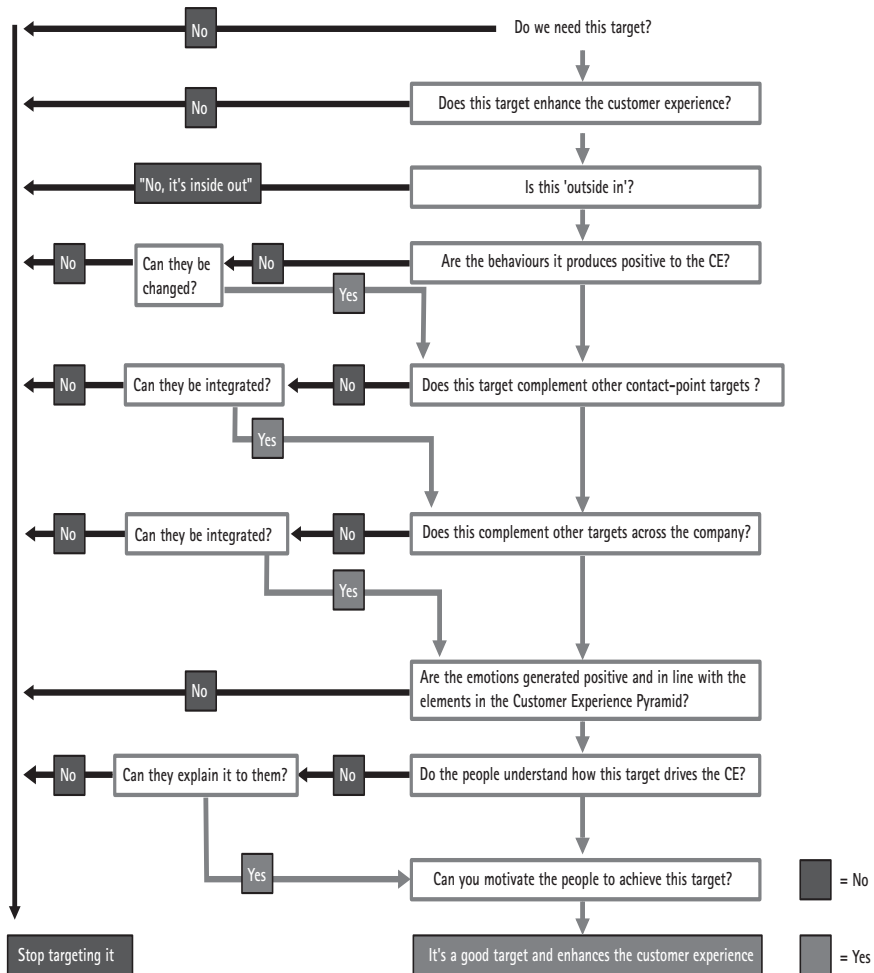 No
Do we need this target?
No
Does this target enhance the customer experience?
"No, it's inside out"
Is this 'outside in'?
No
Can they be
changed?
No
Are the behaviours it produces positive to the CE?
Yes
No
Can they be integrated?
No
Does this target complement other contact-point targets ?
Yes
No
Can they be integrated?
No
Does this complement other targets across the company?
Yes
No
Are the emotions generated positive and in line with the
elements in the Customer Experience Pyramid?
No
Can they explain it to them?
No
Do the people understand how this target drives the CE?
Yes
Can you motivate the people to achieve this target?
= No
Stop targeting it
It's a good target and enhances the customer experience
= Yes